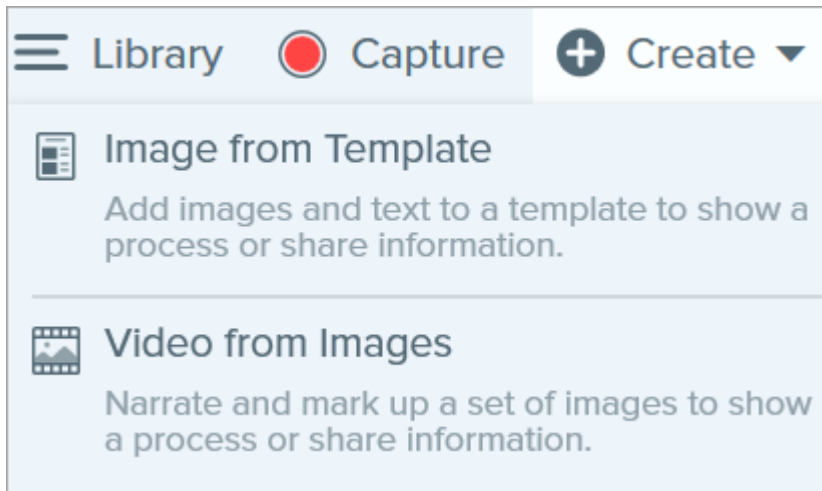 Library Capture Create
Image from Template
Add images and text to a template to show a
process or share information.
Video from Images
Narrate and mark up a set of images to show
a process or share information.